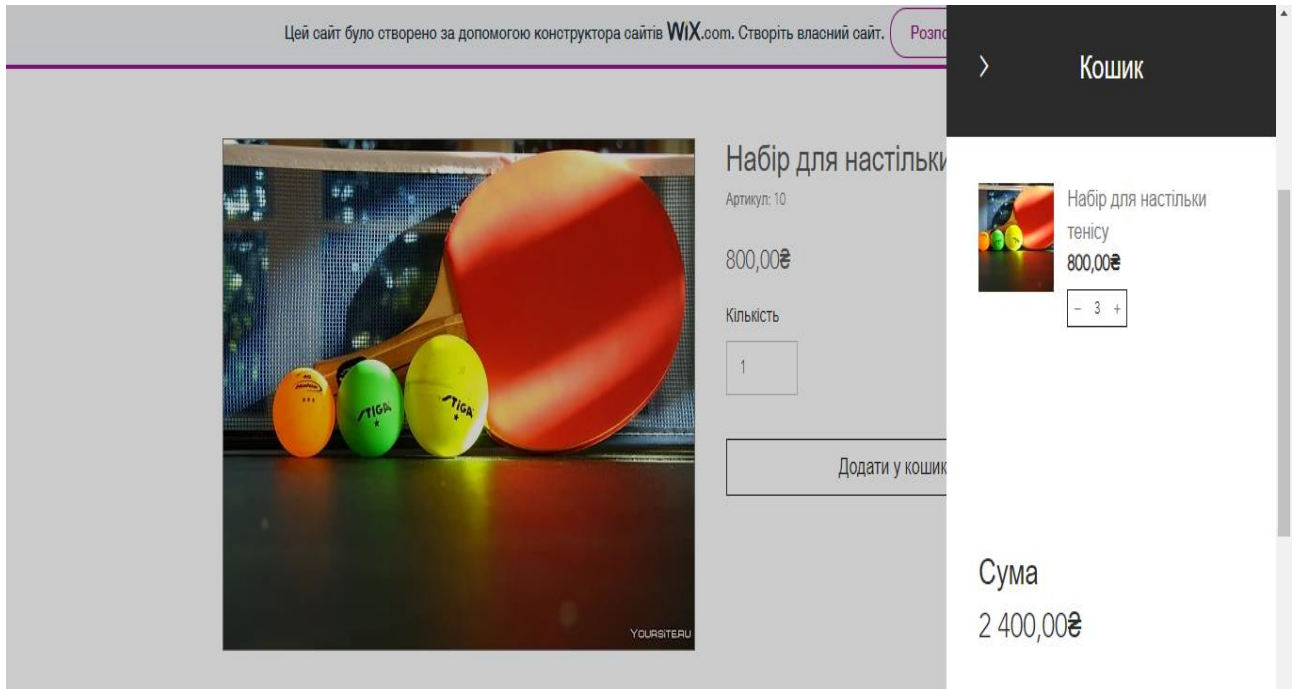 Цей сайт було створено за допомогою конструктора сайтів WiX.com. Створіть власний сайт.
Кошик
Набір для настільки
Артикул: 10
800,00₴
Кількість
1
Додати у кошик
STIGA
STIGA
YOURSITE.RU
Набір для настільки
тенісу
800,00₴
− 3 +
Сума
2 400,00₴